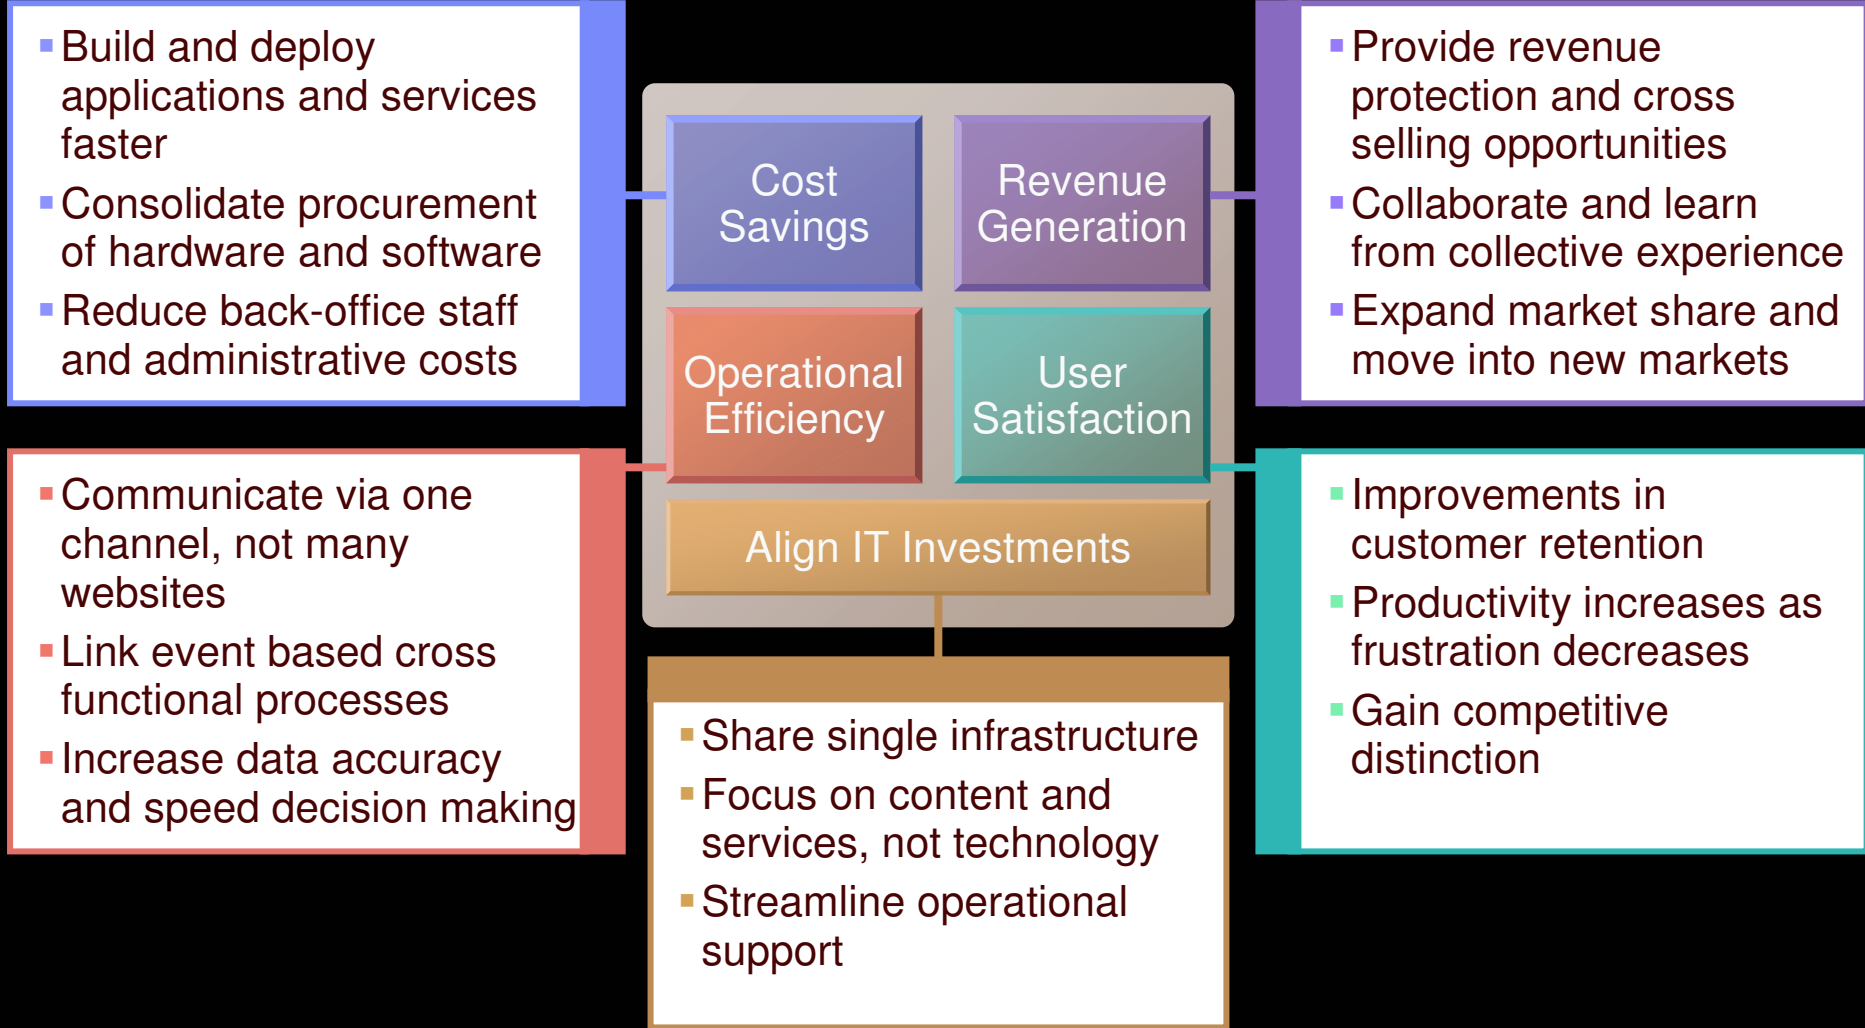 Build and deploy
applications and services
faster
Consolidate procurement
of hardware and software
Reduce back-office staff
and administrative costs
Cost
Savings
Revenue
Generation
Operational
Efficiency
User
Satisfaction
Align IT Investments
Provide revenue
protection and cross
selling opportunities
Collaborate and learn
from collective experience
Expand market share and
move into new markets
Communicate via one
channel, not many
websites
Link event based cross
functional processes
Increase data accuracy
and speed decision making
Share single infrastructure
Focus on content and
services, not technology
Streamline operational
support
Improvements in
customer retention
Productivity increases as
frustration decreases
Gain competitive
distinction